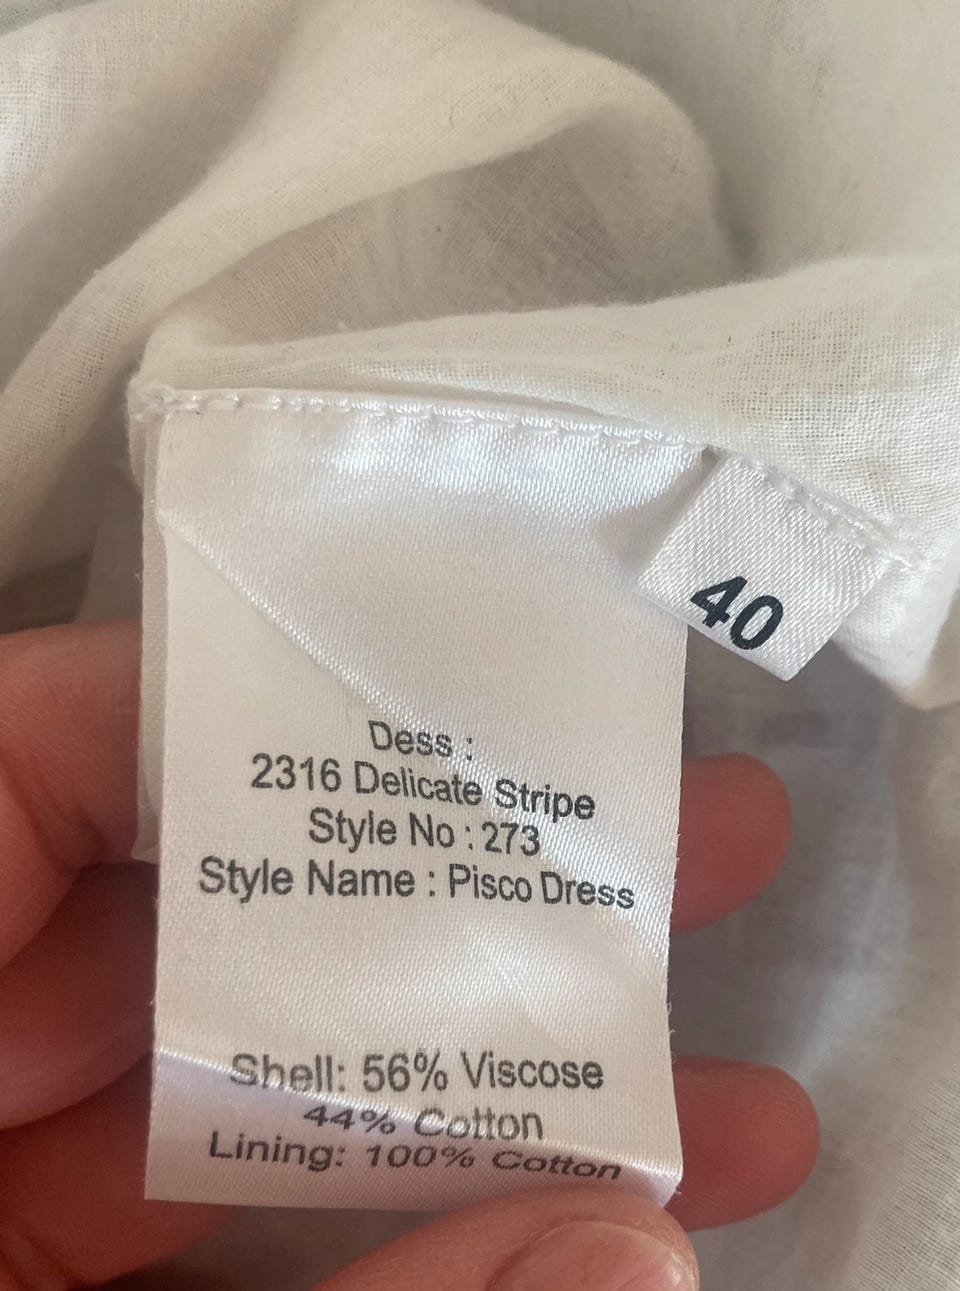 40
Dess :
2316 Delicate Stripe
Style No : 273
Style Name : Pisco Dress
Shell: 56% Viscose
44% Cotton
Lining: 100% Cotton